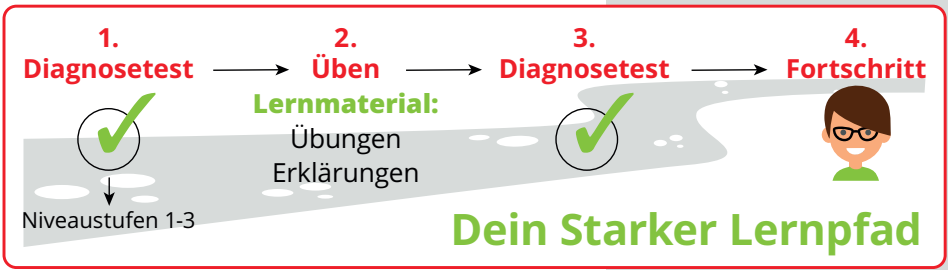 1.
Diagnosetest
2.
Üben
Lernmaterial:
Übungen
Erklärungen
3.
Diagnosetest
4.
Fortschritt
Niveaustufen 1-3
Dein Starker Lernpfad